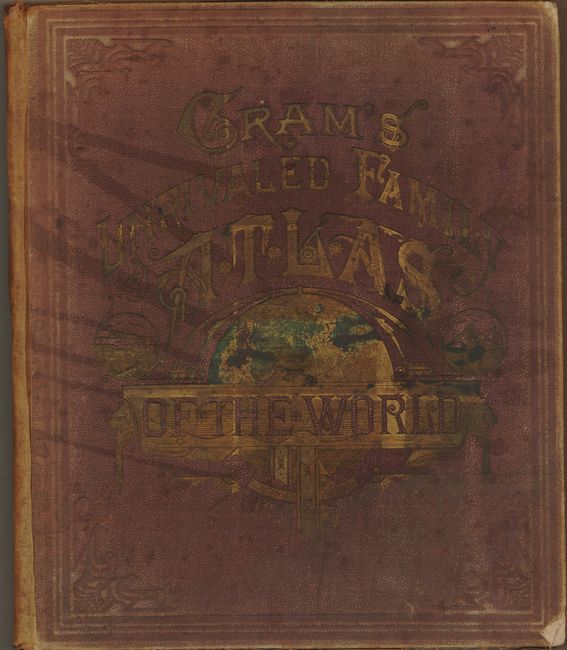 CRAM'S
UNRIVALED FAMILY
ATLAS
OF THE WORLD